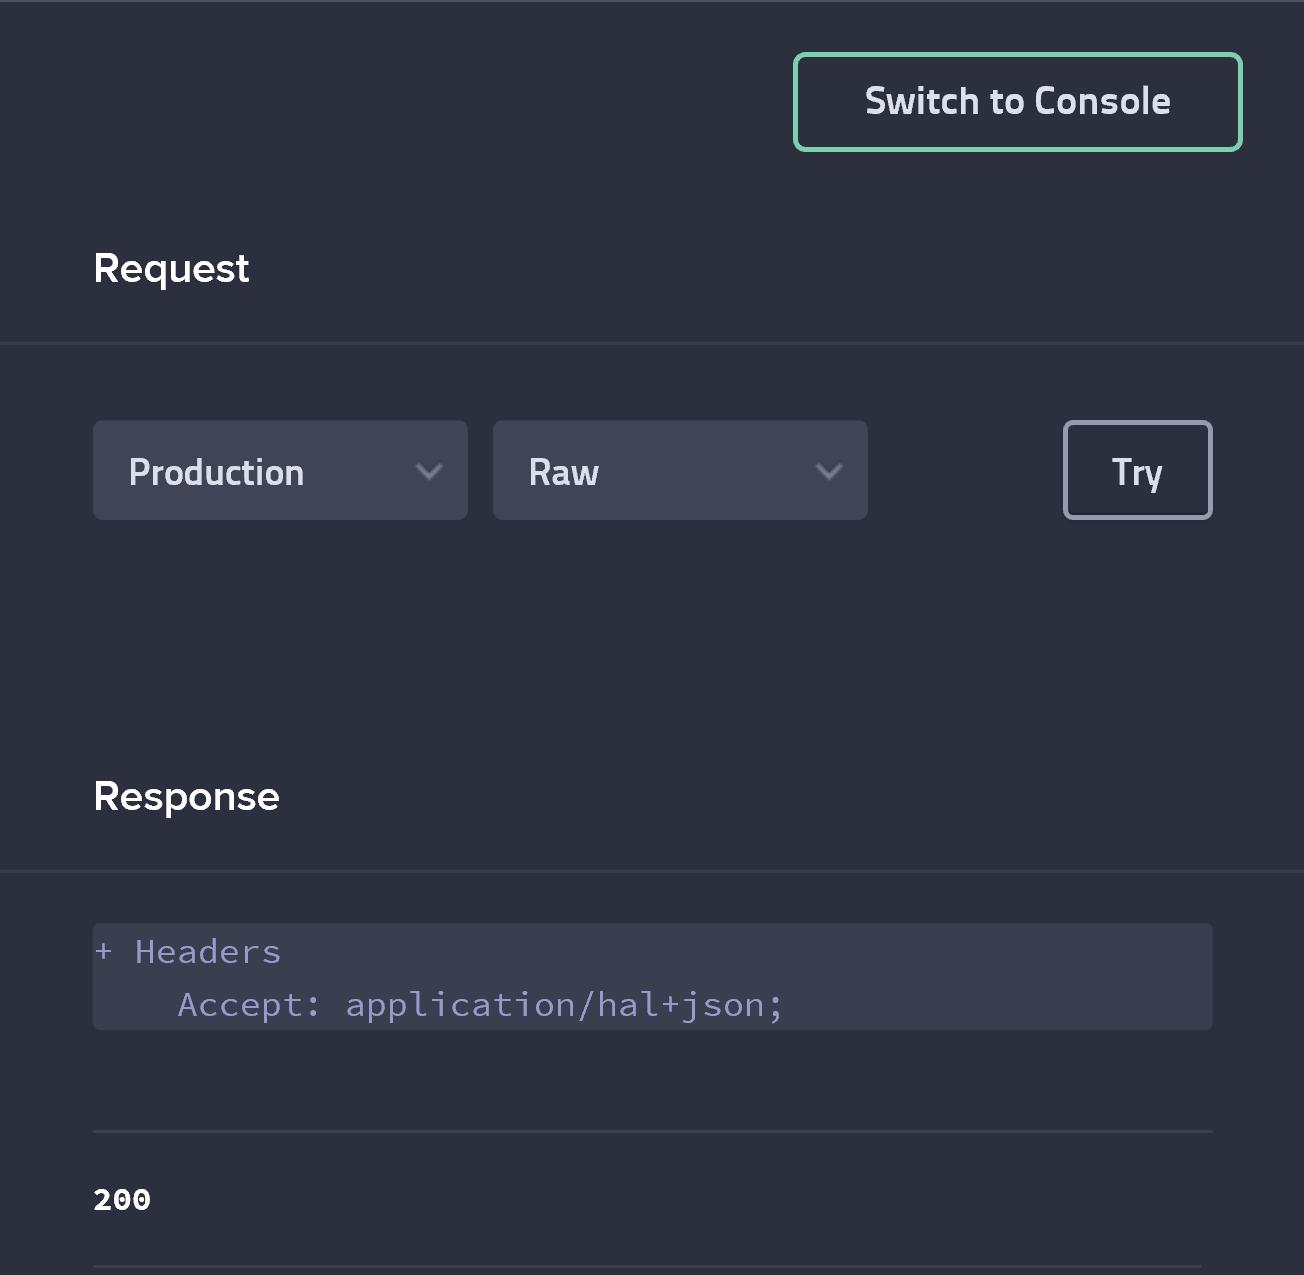 Switch to Console
Request
Production
Raw
Try
Response
+ Headers
Accept: application/hal+json;
200